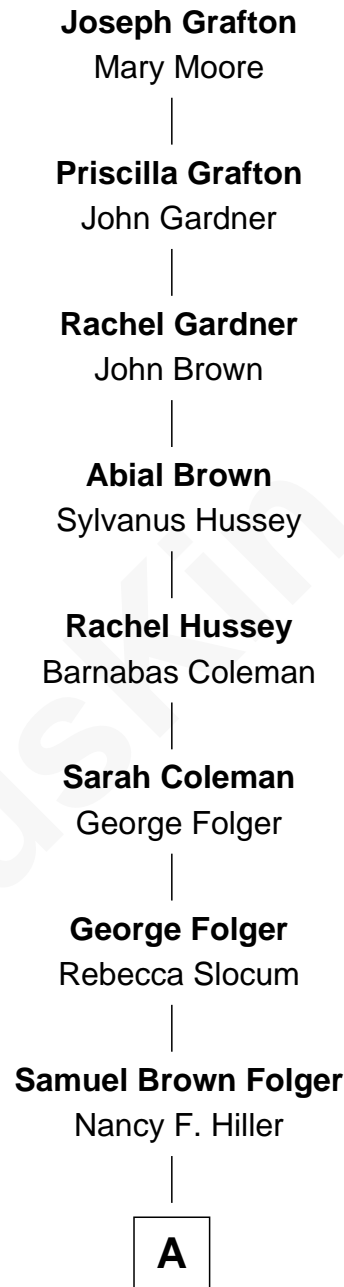 Joseph Grafton
Mary Moore
Priscilla Grafton
John Gardner
Rachel Gardner
John Brown
Abial Brown
Sylvanus Hussey
Rachel Hussey
Barnabas Coleman
Sarah Coleman
George Folger
George Folger
Rebecca Slocum
Samuel Brown Folger
Nancy F. Hiller
A